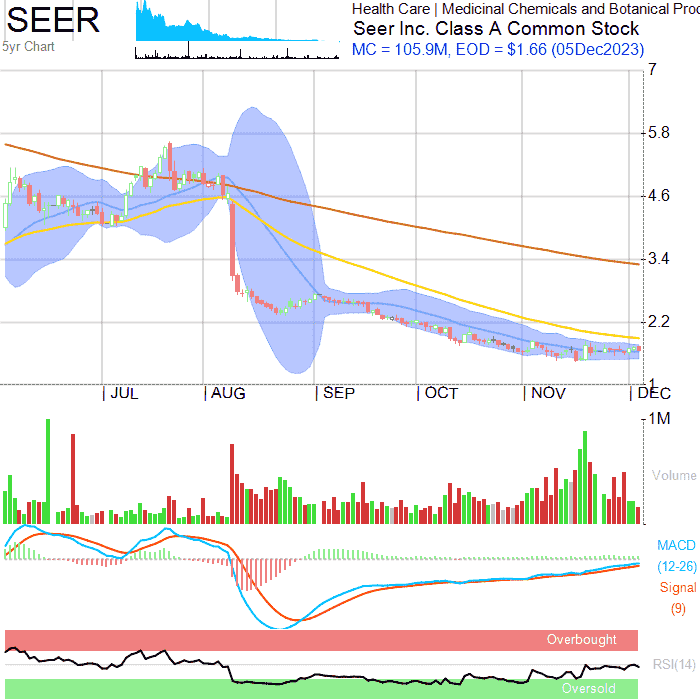 SEER
5yr Chart
Health Care | Medicinal Chemicals and Botanical Proc
Seer Inc. Class A Common Stock
MC = 105.9M, EOD = $1.66 (05Dec2023)
7
5.8
4.6
3.4
2.2
1
JUL AUG SEP OCT NOV DEC
1M
Volume
MACD
(12-26)
Signal
(9)
Overbought
RSI(14)
Oversold